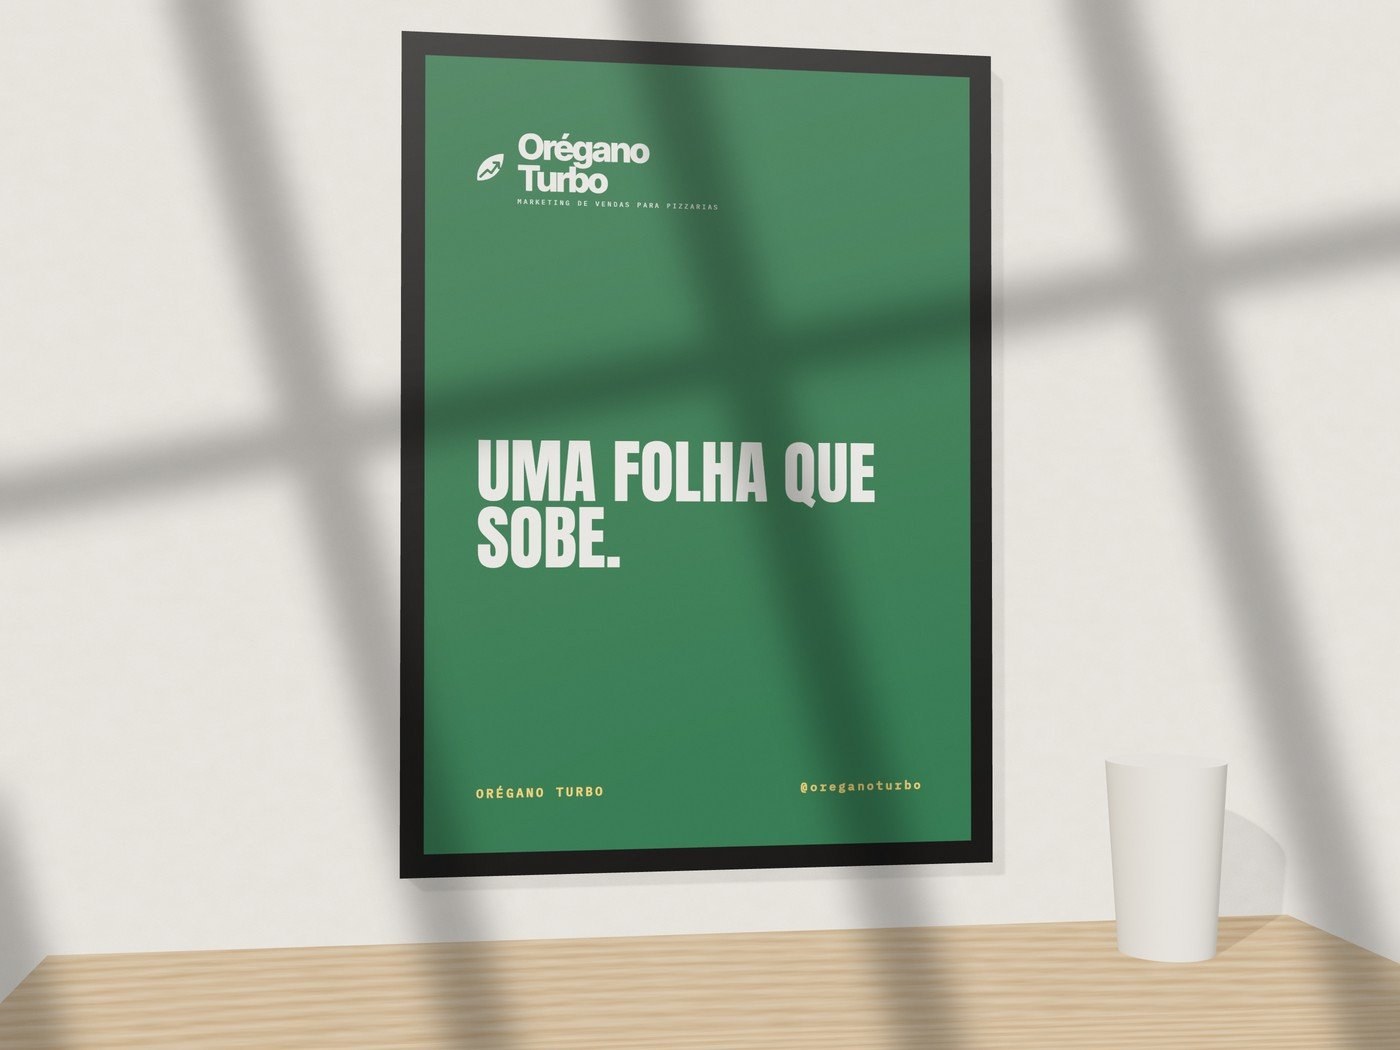 Orégano
Turbo
MARKETING DE VENDAS PARA PIZZARIAS
UMA FOLHA QUE
SOBE.
ORÉGANO TURBO
@oreganoturbo